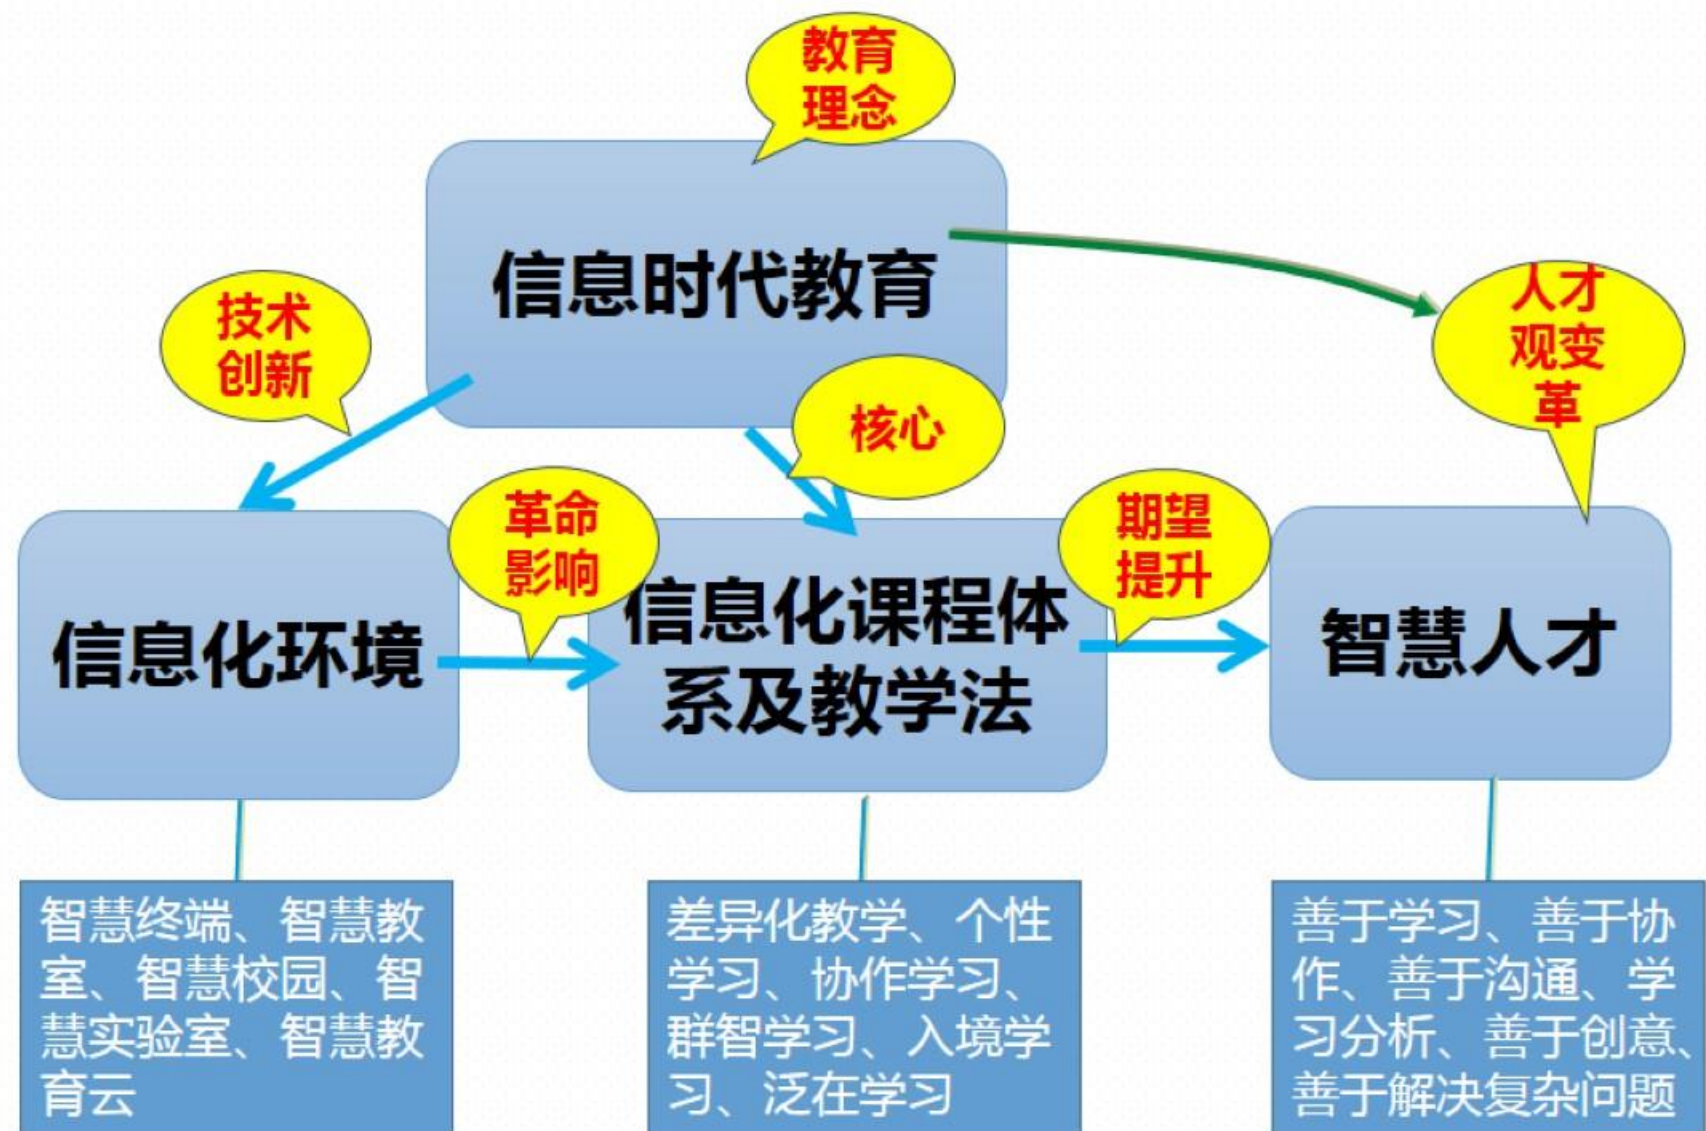 教育
理念
信息时代教育
技术
创新
核心
人才
观变
革
革命
影响
期望
提升
信息化环境
信息化课程体
系及教学法
智慧人才
智慧终端、智慧教
室、智慧校园、智
慧实验室、智慧教
育云
差异化教学、个性
学习、协作学习、
群智学习、入境学
习、泛在学习
善于学习、善于协
作、善于沟通、学
习分析、善于创意、
善于解决复杂问题